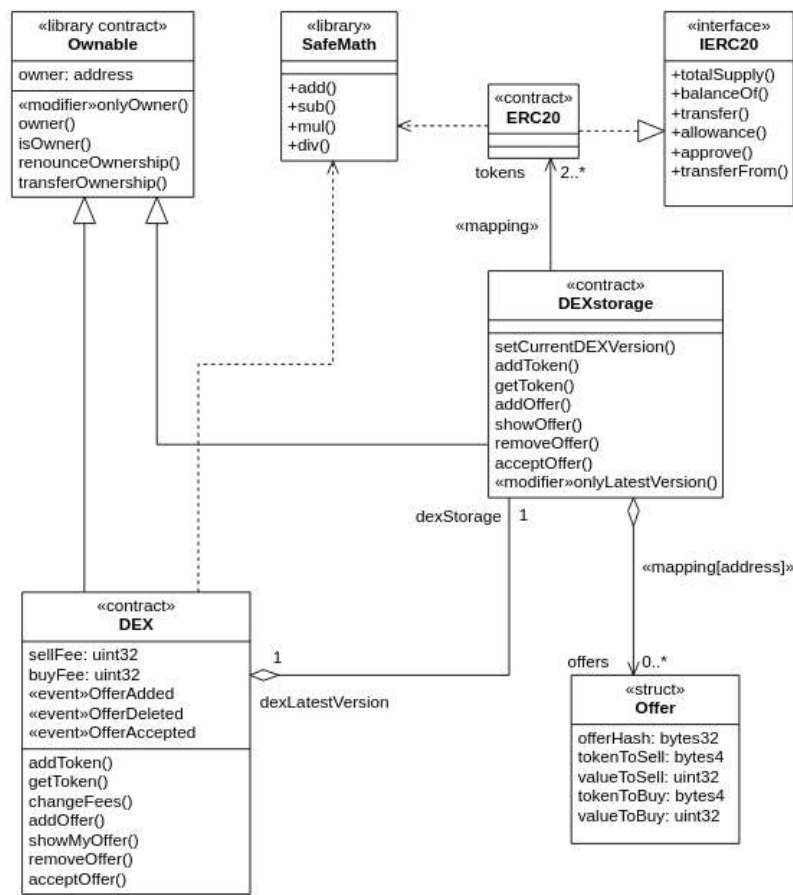 «library contract»
Ownable
owner: address
«modifier»onlyOwner()
owner()
isOwner()
renounceOwnership()
transferOwnership()
«library»
SafeMath
+add()
+sub()
+mul()
+div()
«contract»
ERC20
«interface»
IERC20
+totalSupply()
+balanceOf()
+transfer()
+allowance()
+approve()
+transferFrom()
tokens
2..*
«mapping»
«contract»
DEXstorage
setCurrentDEXVersion()
addToken()
getToken()
addOffer()
showOffer()
removeOffer()
acceptOffer()
«modifier»onlyLatestVersion()
dexStorage
1
«mapping[address]»
«contract»
DEX
sellFee: uint32
buyFee: uint32
«event»OfferAdded
«event»OfferDeleted
«event»OfferAccepted
addToken()
getToken()
changeFees()
addOffer()
showMyOffer()
removeOffer()
acceptOffer()
1
dexLatestVersion
offers
0..*
«struct»
Offer
offerHash: bytes32
tokenToSell: bytes4
valueToSell: uint32
tokenToBuy: bytes4
valueToBuy: uint32